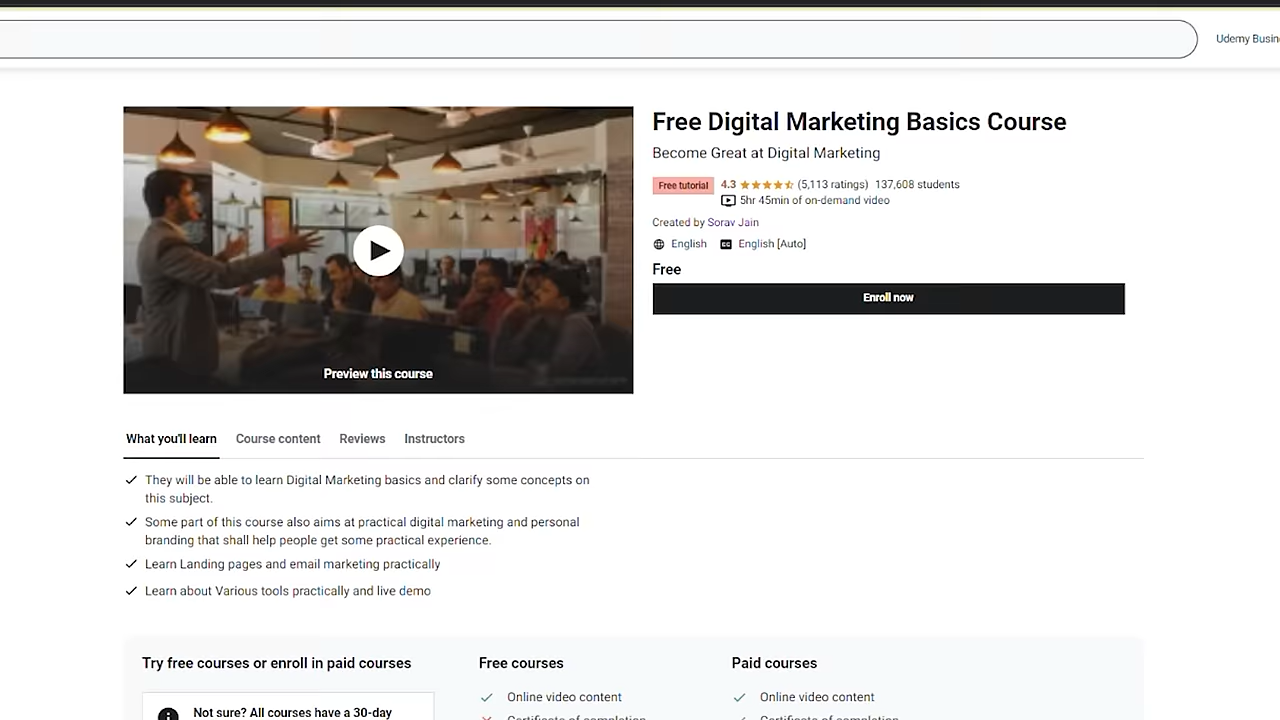 Udemy Busin
Free Digital Marketing Basics Course
Become Great at Digital Marketing
Free tutorial 4.3 (5,113 ratings) 137,608 students
5hr 45min of on-demand video
Created by Sorav Jain
English English [Auto]
Free
Enroll now
Preview this course
What you'll learn Course content Reviews Instructors
They will be able to learn Digital Marketing basics and clarify some concepts on
this subject.
Some part of this course also aims at practical digital marketing and personal
branding that shall help people get some practical experience.
Learn Landing pages and email marketing practically
Learn about Various tools practically and live demo
Try free courses or enroll in paid courses Free courses Paid courses
Online video content Online video content
Not sure? All courses have a 30-day
Certificate of completion Certificate of completion